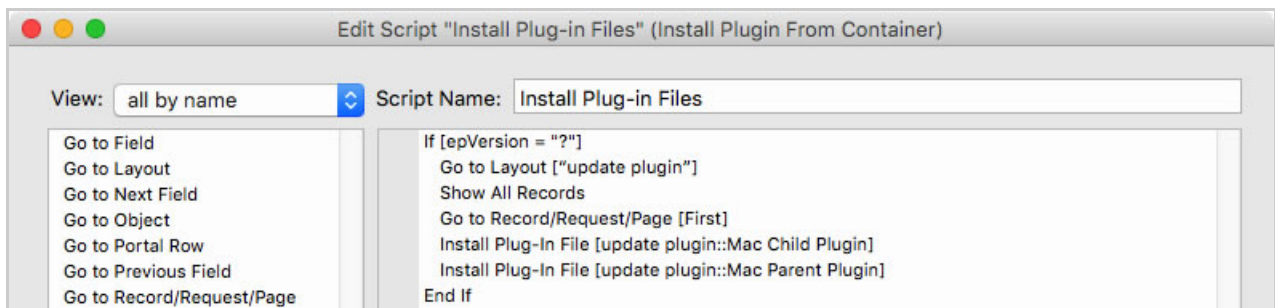 Edit Script "Install Plug-in Files" (Install Plugin From Container)
View: all by name Script Name: Install Plug-in Files
Go to Field
Go to Layout
Go to Next Field
Go to Object
Go to Portal Row
Go to Previous Field
Go to Record/Request/Page
If [epVersion = "?"]
Go to Layout [“update plugin”]
Show All Records
Go to Record/Request/Page [First]
Install Plug-In File [update plugin::Mac Child Plugin]
Install Plug-In File [update plugin::Mac Parent Plugin]
End If